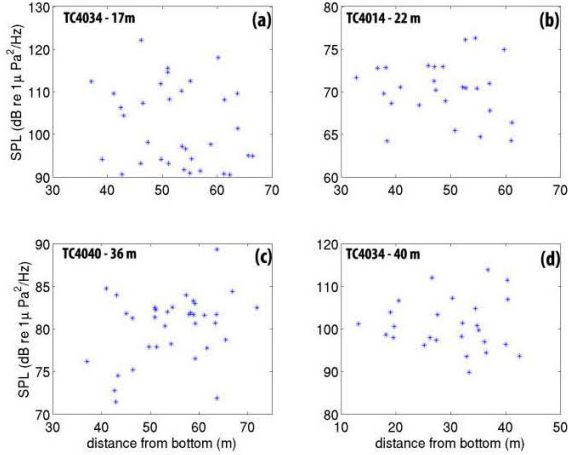 TC4034 - 17m (a)
SPL (dB re 1μ Pa²/Hz)
130
120
110
100
90
30 40 50 60 70
TC4014 - 22 m (b)
80
75
70
65
60
30 40 50 60 70
TC4040 - 36 m (c)
SPL (dB re 1μ Pa²/Hz)
90
85
80
75
70
30 40 50 60 70
distance from bottom (m)
TC4034 - 40 m (d)
120
110
100
90
80
10 20 30 40 50
distance from bottom (m)